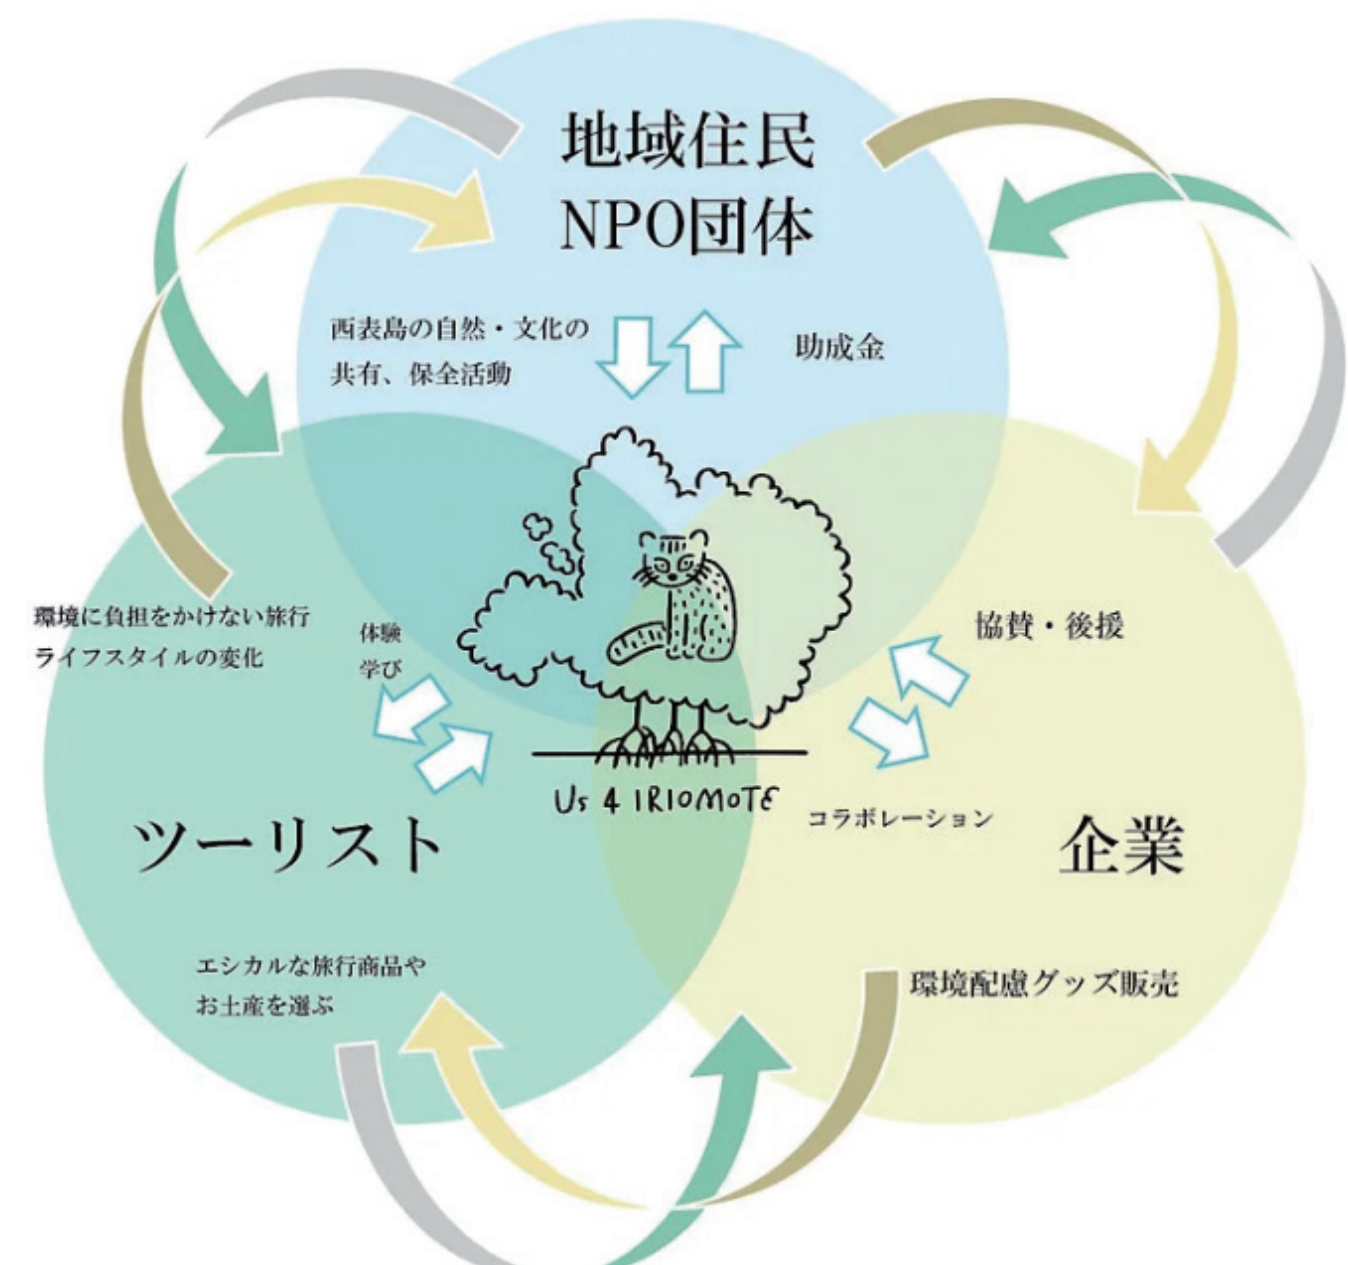 地域住民
NPO団体
西表島の自然・文化の
共有、保全活動
助成金
環境に負担をかけない旅行
ライフスタイルの変化
体験
学び
協賛・後援
Us 4 IRIOMOTE
コラボレーション
ツーリスト
企業
エシカルな旅行商品や
お土産を選ぶ
環境配慮グッズ販売